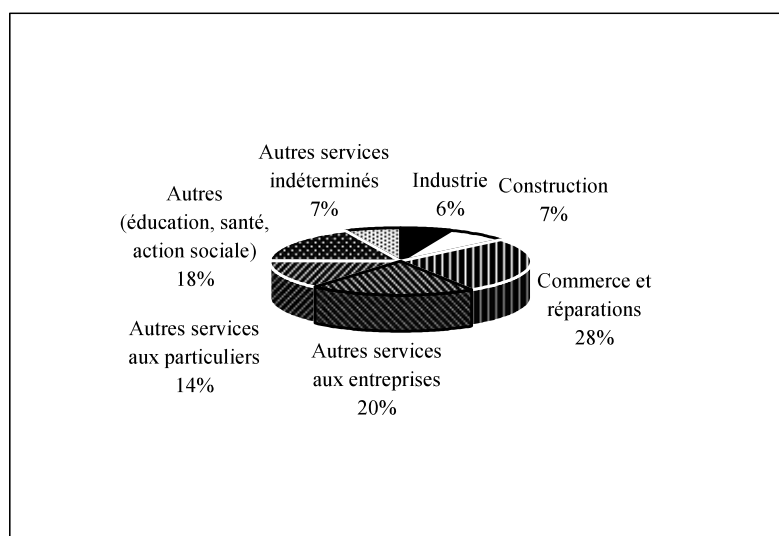 Autres services
indéterminés
7%
Industrie
6%
Construction
7%
Commerce et
réparations
28%
Autres services
aux entreprises
20%
Autres services
aux particuliers
14%
Autres
(éducation, santé,
action sociale)
18%